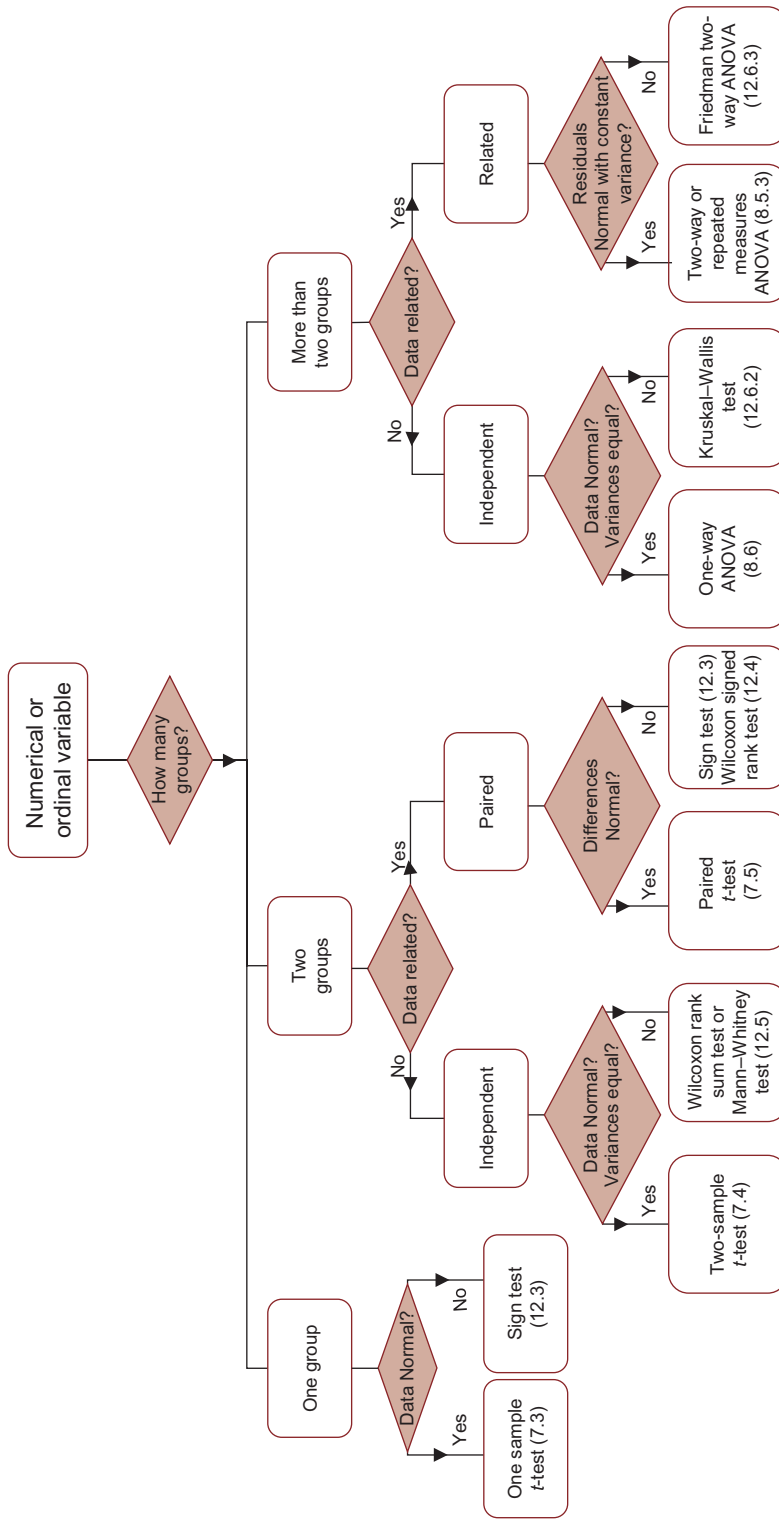 Numerical or
ordinal variable
How many
groups?
One group
Data Normal?
Yes
No
One sample
t-test (7.3)
Sign test
(12.3)
Two
groups
Data related?
No
Yes
Independent
Data Normal?
Variances equal?
Yes
No
Two-sample
t-test (7.4)
Wilcoxon rank
sum test or
Mann–Whitney
test (12.5)
Paired
Differences
Normal?
Yes
No
Paired
t-test
(7.5)
Sign test (12.3)
Wilcoxon signed
rank test (12.4)
More than
two groups
Data related?
No
Yes
Independent
Data Normal?
Variances equal?
Yes
No
One-way
ANOVA
(8.6)
Kruskal–Wallis
test
(12.6.2)
Related
Residuals
Normal with constant
variance?
Yes
No
Two-way or
repeated
measures
ANOVA (8.5.3)
Friedman two-
way ANOVA
(12.6.3)